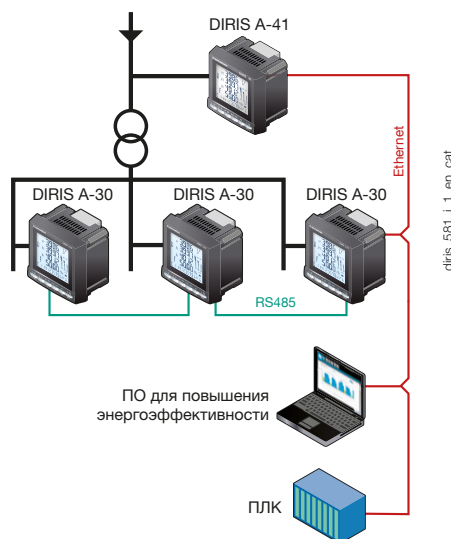 DIRIS A-41
Ethernet
diris_581_i_1_en_cat
DIRIS A-30
DIRIS A-30
DIRIS A-30
RS485
ПО для повышения
энергоэффективности
ПЛК